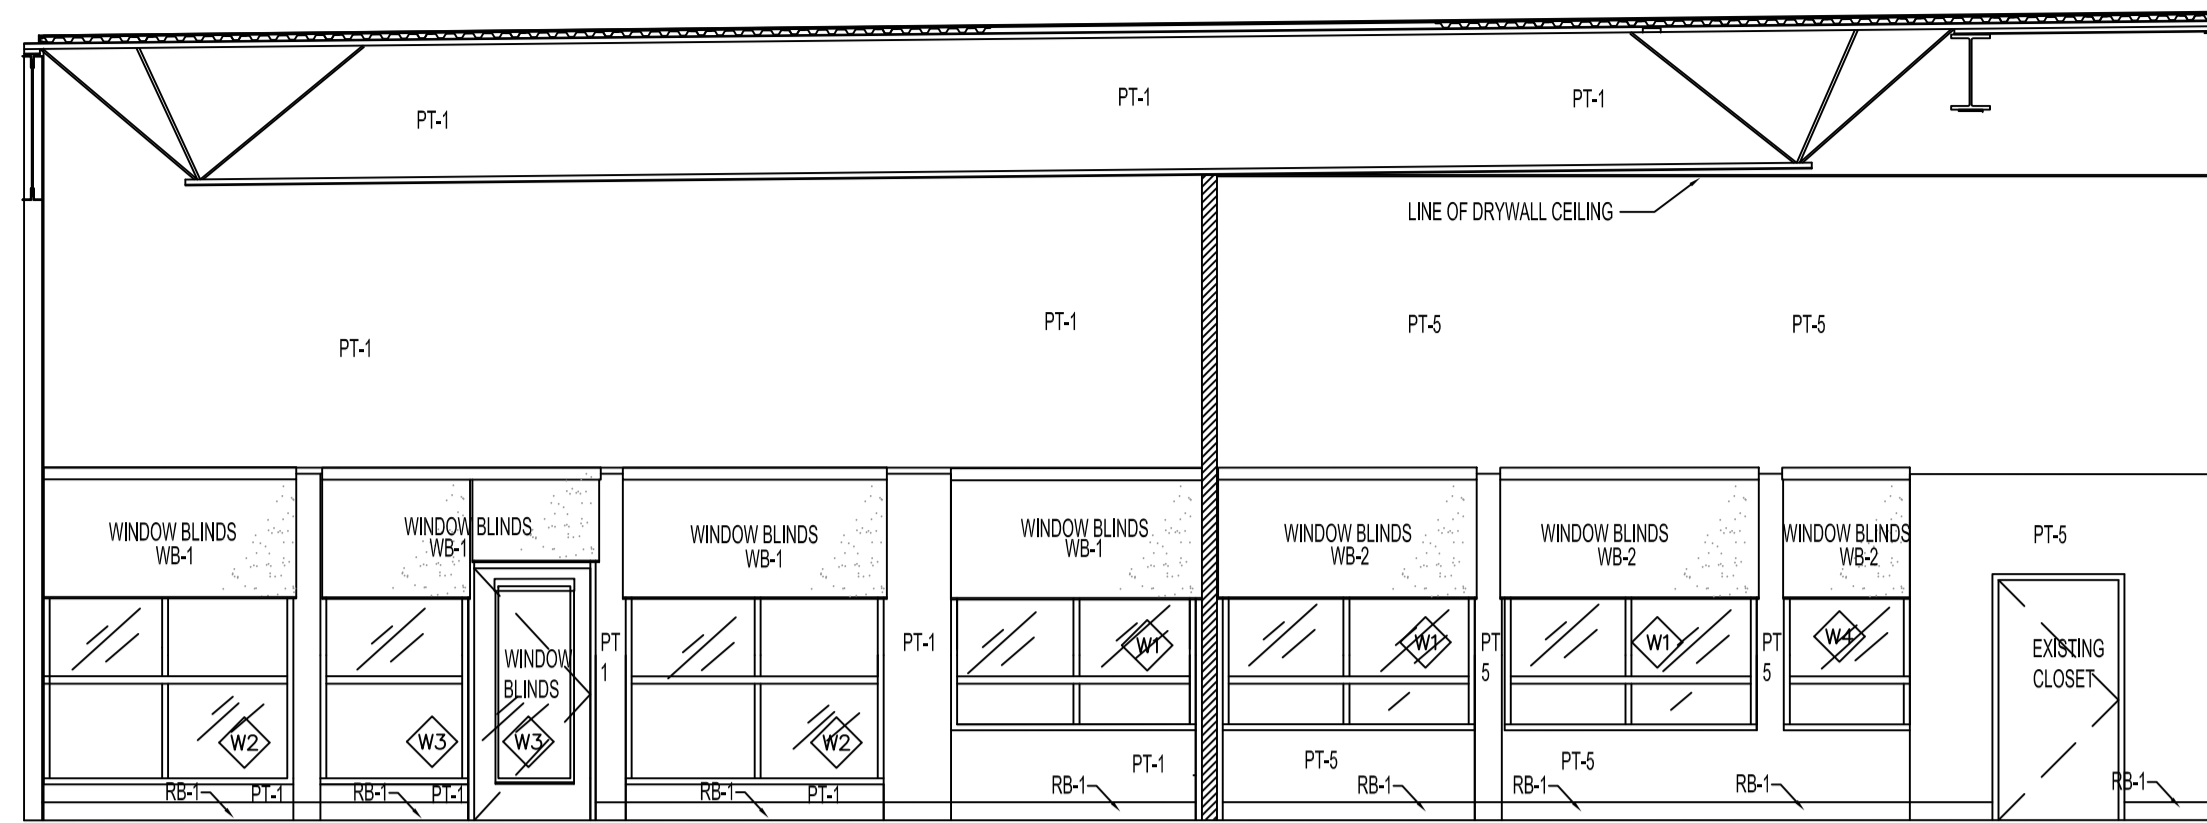 PT-1
PT-1
PT-1
LINE OF DRYWALL CEILING
PT-1
PT-1
PT-5
PT-5
WINDOW BLINDS
WB-1
WINDOW BLINDS
WB-1
WINDOW BLINDS
WB-1
WINDOW BLINDS
WB-1
WINDOW BLINDS
WB-2
WINDOW BLINDS
WB-2
WINDOW BLINDS
WB-2
PT-5
WINDOW
BLINDS
PT
1
PT-1
W1
W1
PT
5
W1
PT
5
W4
EXISTING
CLOSET
W2
W3
W3
W2
PT-1
PT-5
PT-5
RB-1
PT-1
RB-1
PT-1
RB-1
PT-1
RB-1
RB-1
RB-1
RB-1
RB-1